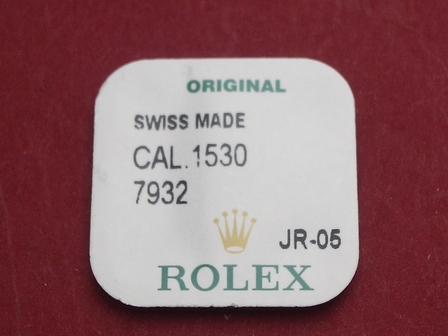 ORIGINAL
SWISS MADE
CAL.1530
7932
JR-05
ROLEX